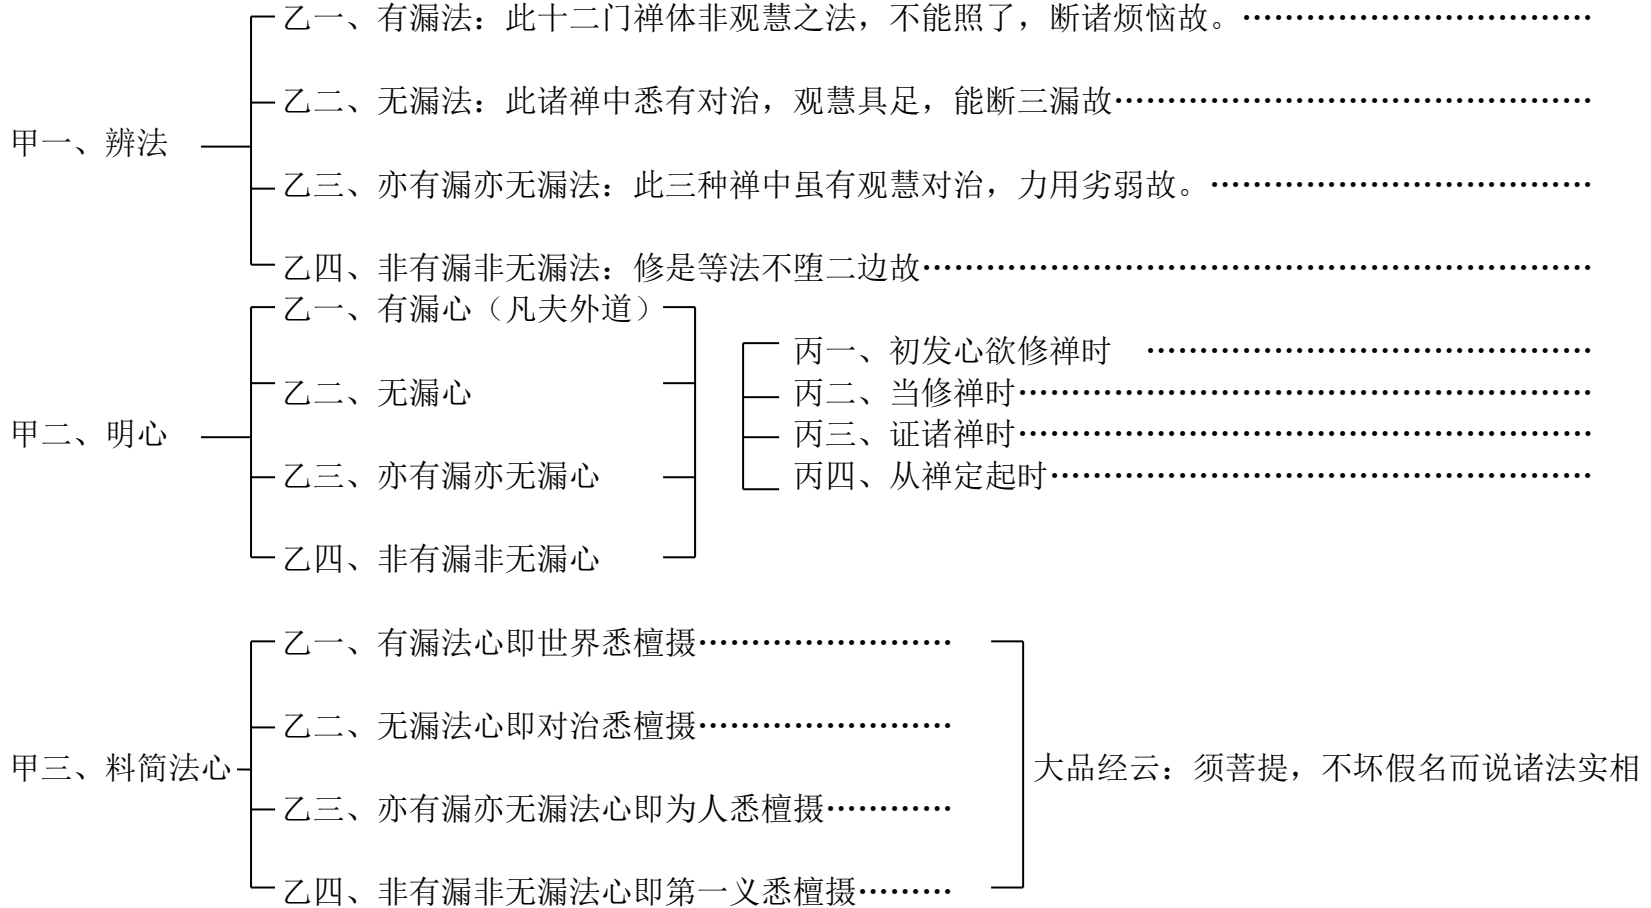 乙一、有漏法：此十二门禅体非观慧之法，不能照了，断诸烦恼故。…………………………
乙二、无漏法：此诸禅中悉有对治，观慧具足，能断三漏故……………………………………
甲一、辨法
乙三、亦有漏亦无漏法：此三种禅中虽有观慧对治，力用劣弱故。……………………………
乙四、非有漏非无漏法：修是等法不堕二边故……………………………………………………
乙一、有漏心（凡夫外道）
丙一、初发心欲修禅时 …………………………………
乙二、无漏心
丙二、当修禅时……………………………………………
甲二、明心
丙三、证诸禅时……………………………………………
乙三、亦有漏亦无漏心
丙四、从禅定起时…………………………………………
乙四、非有漏非无漏心
乙一、有漏法心即世界悉檀摄……………………
乙二、无漏法心即对治悉檀摄……………………
甲三、料简法心
大品经云：须菩提，不坏假名而说诸法实相
乙三、亦有漏亦无漏法心即为人悉檀摄…………
乙四、非有漏非无漏法心即第一义悉檀摄………